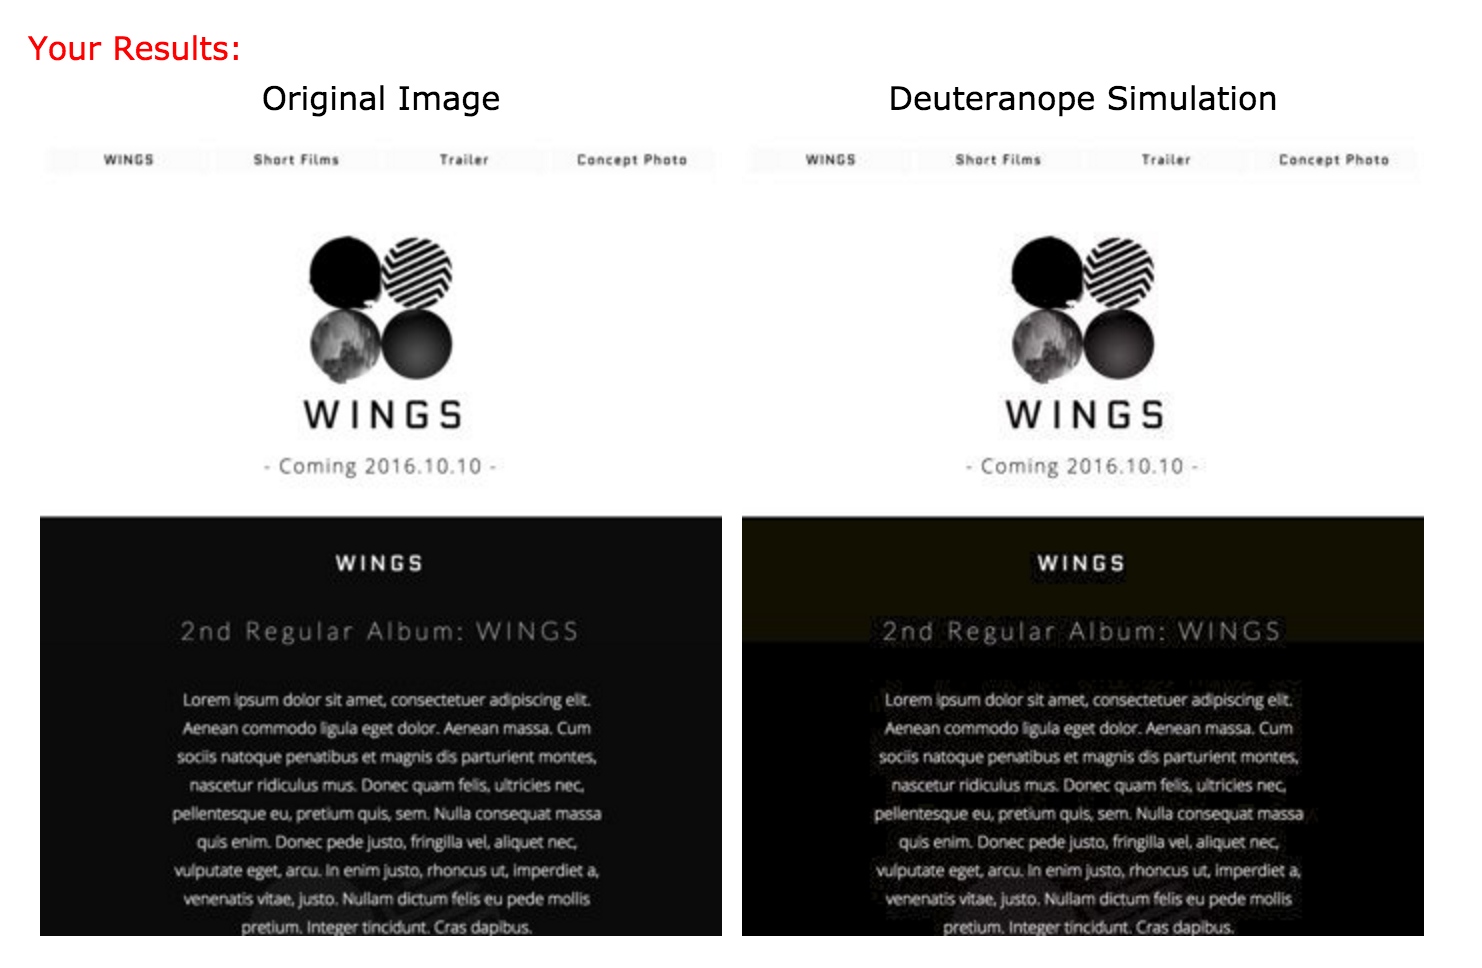 Your Results:
Original Image
WINGS Short Films Trailer Concept Photo
WINGS
- Coming 2016.10.10 -
WINGS
2nd Regular Album: WINGS
Lorem ipsum dolor sit amet, consectetuer adipiscing elit.
Aenean commodo ligula eget dolor. Aenean massa. Cum
sociis natoque penatibus et magnis dis parturient montes,
nascetur ridiculus mus. Donec quam felis, ultricies nec,
pellentesque eu, pretium quis, sem. Nulla consequat massa
quis enim. Donec pede justo, fringilla vel, aliquet nec,
vulputate eget, arcu. In enim justo, rhoncus ut, imperdiet a,
venenatis vitae, justo. Nullam dictum felis eu pede mollis
pretium. Integer tincidunt. Cras dapibus.
Deuteranope Simulation
WINGS Short Films Trailer Concept Photo
WINGS
- Coming 2016.10.10 -
WINGS
2nd Regular Album: WINGS
Lorem ipsum dolor sit amet, consectetuer adipiscing elit.
Aenean commodo ligula eget dolor. Aenean massa. Cum
sociis natoque penatibus et magnis dis parturient montes,
nascetur ridiculus mus. Donec quam felis, ultricies nec,
pellentesque eu, pretium quis, sem. Nulla consequat massa
quis enim. Donec pede justo, fringilla vel, aliquet nec,
vulputate eget, arcu. In enim justo, rhoncus ut, imperdiet a,
venenatis vitae, justo. Nullam dictum felis eu pede mollis
pretium. Integer tincidunt. Cras dapibus.